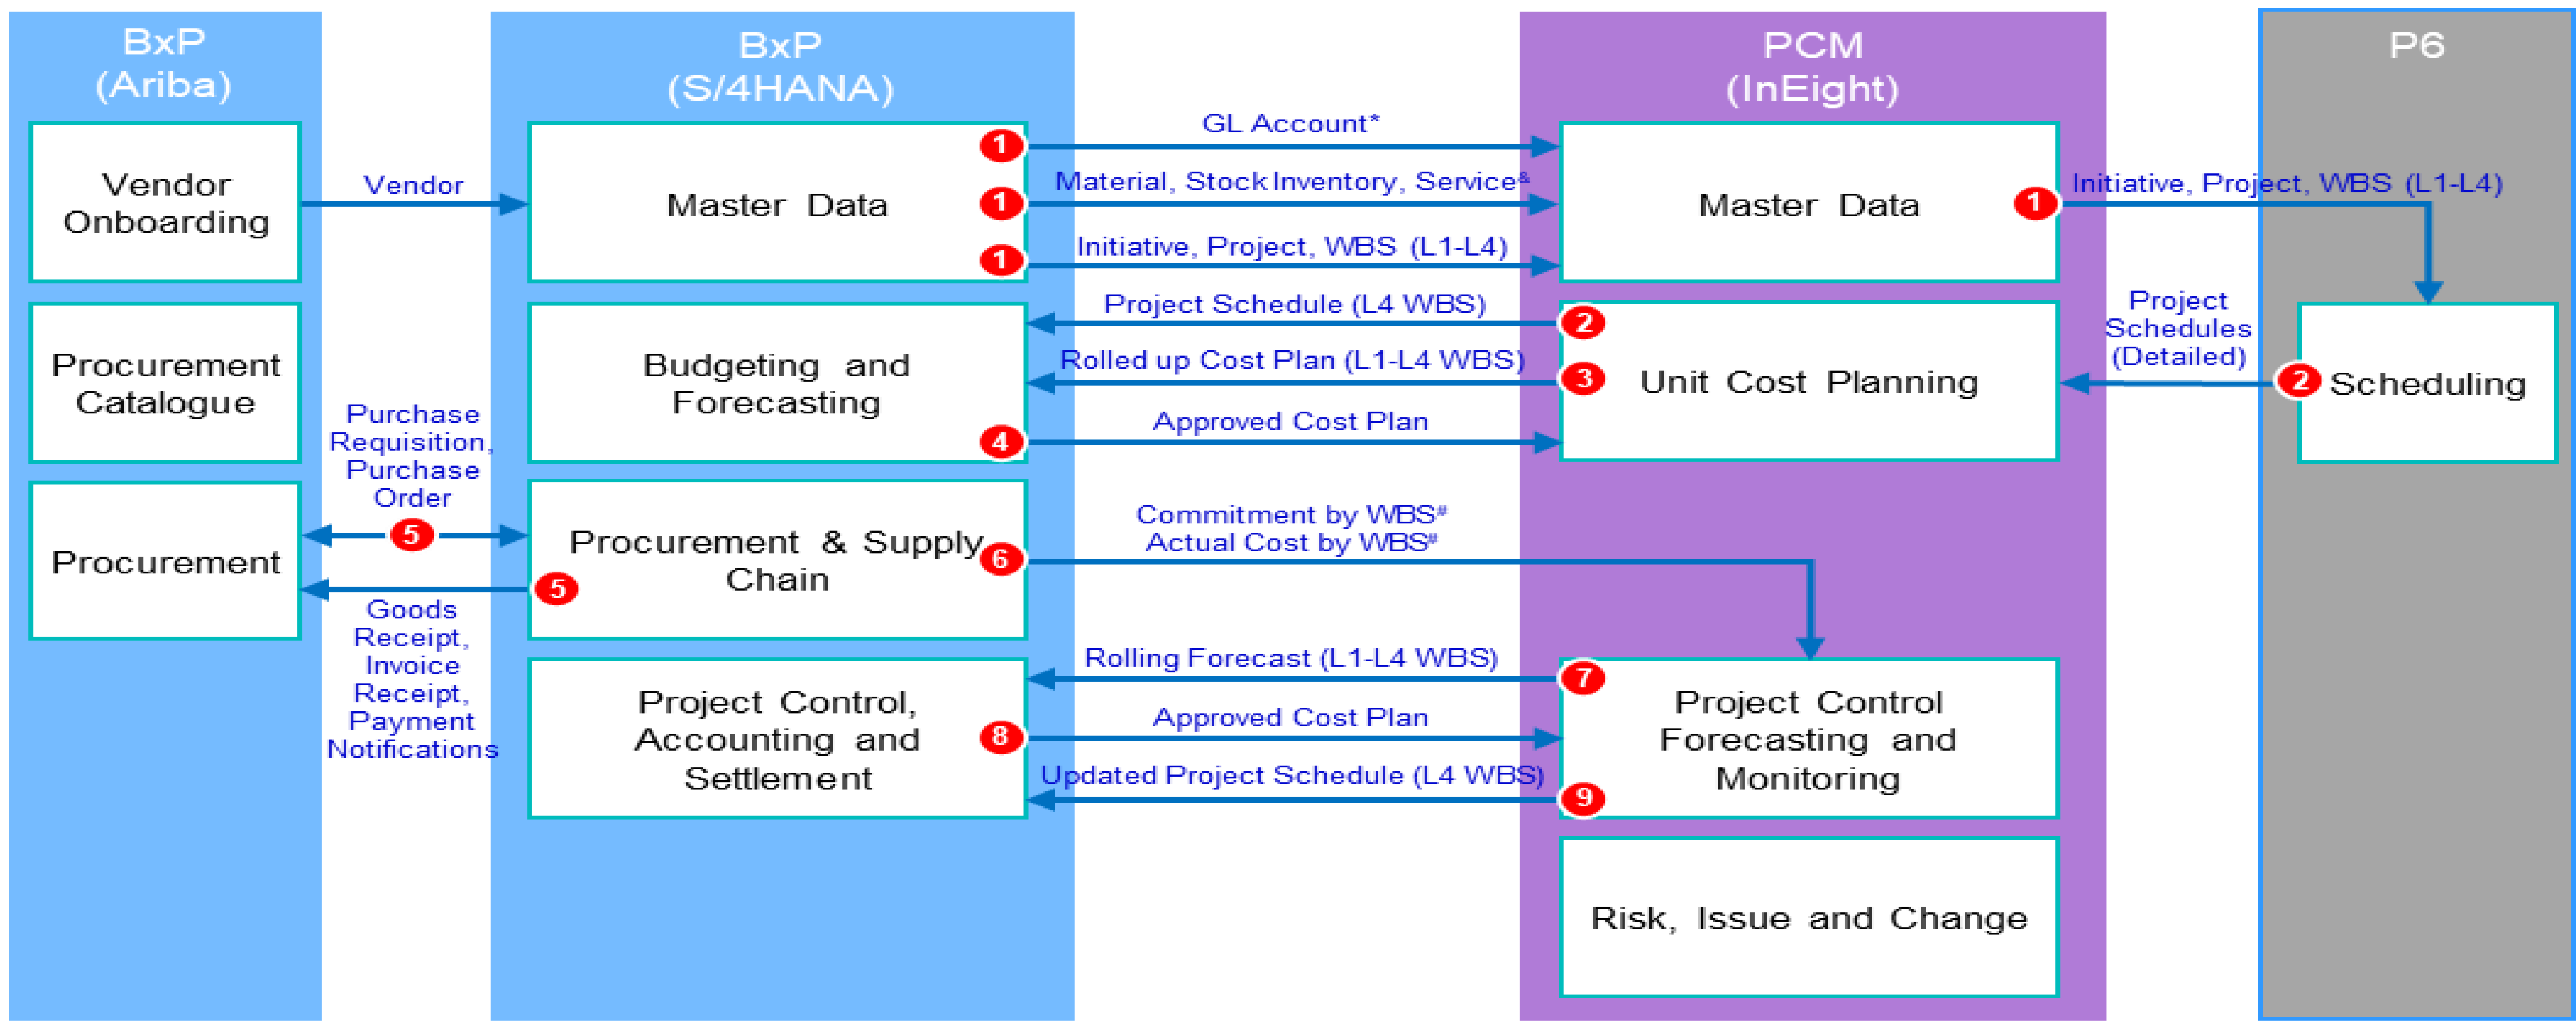 BxP
(Ariba)
Vendor
Onboarding
Procurement
Catalogue
Procurement
Vendor
Purchase
Requisition,
Purchase
Order
5
Goods
Receipt,
Invoice
Receipt,
Payment
Notifications
BxP
(S/4HANA)
Master Data
1
1
1
Budgeting and
Forecasting
4
Procurement & Supply
Chain
6
5
Project Control,
Accounting and
Settlement
8
GL Account*
Material, Stock Inventory, Service&
Initiative, Project, WBS (L1-L4)
Project Schedule (L4 WBS)
Rolled up Cost Plan (L1-L4 WBS)
Approved Cost Plan
Commitment by WBS#
Actual Cost by WBS#
Rolling Forecast (L1-L4 WBS)
Approved Cost Plan
Updated Project Schedule (L4 WBS)
PCM
(InEight)
Master Data
1
2
3
Unit Cost Planning
7
Project Control
Forecasting and
Monitoring
9
Risk, Issue and Change
Initiative, Project, WBS (L1-L4)
Project
Schedules
(Detailed)
P6
2
Scheduling